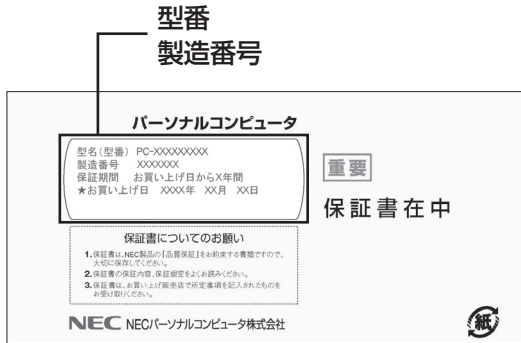 型番
製造番号
パーソナルコンピュータ
型名(型番) PC-XXXXXXXXX
製造番号 XXXXXXX
保証期間 お買い上げ日からX年間
★お買い上げ日 XXXX年 XX月 XX日
重要
保証書在中
保証書についてのお願い
1.保証書は、NEC製品の『品質保証』をお約束する書類ですので、
大切に保存してください。
2.保証書の保証内容、保証規定をよくお読みください。
3.保証書は、お買い上げ販売店で所定事項を記入されたものを
お受け取りください。
NEC NECパーソナルコンピュータ株式会社
紙